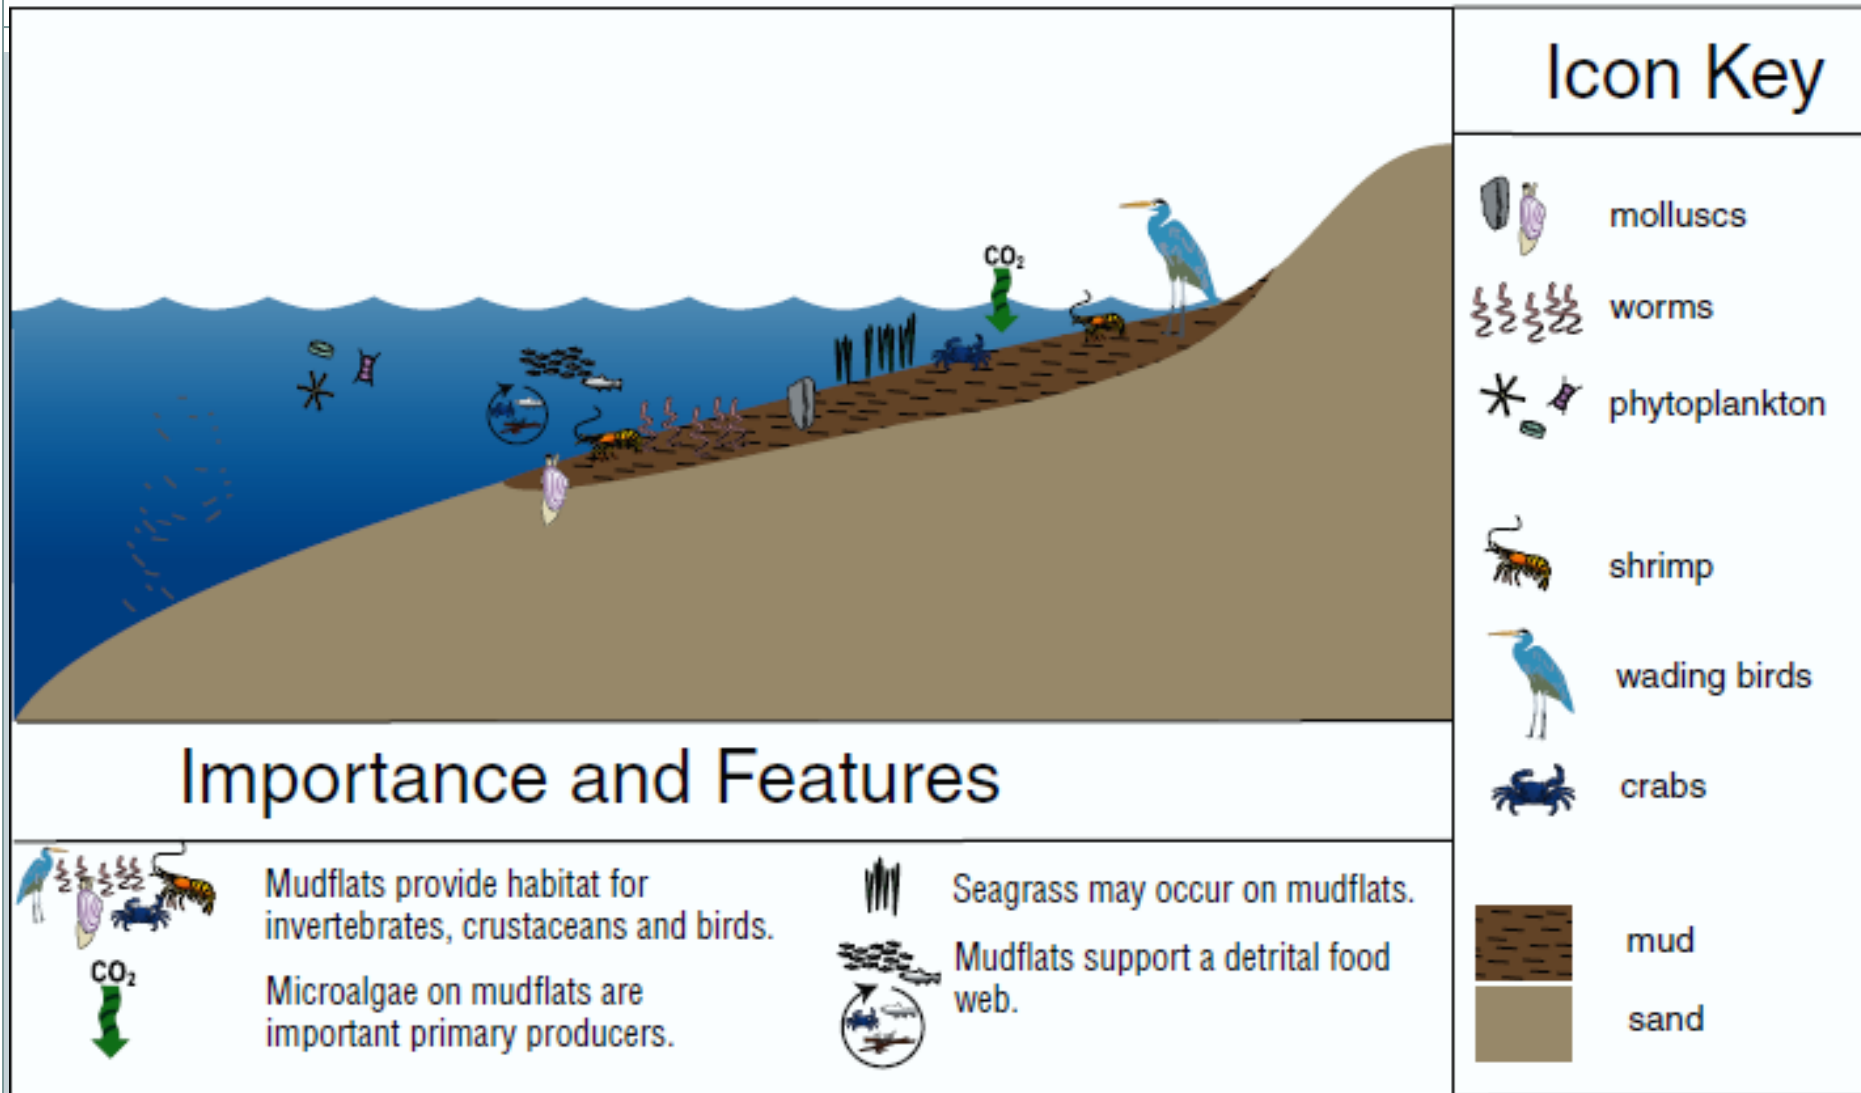 CO₂
Icon Key
molluscs
worms
phytoplankton
shrimp
wading birds
crabs
mud
sand
Importance and Features
Mudflats provide habitat for
invertebrates, crustaceans and birds.
CO₂
Microalgae on mudflats are
important primary producers.
Seagrass may occur on mudflats.
Mudflats support a detrital food
web.